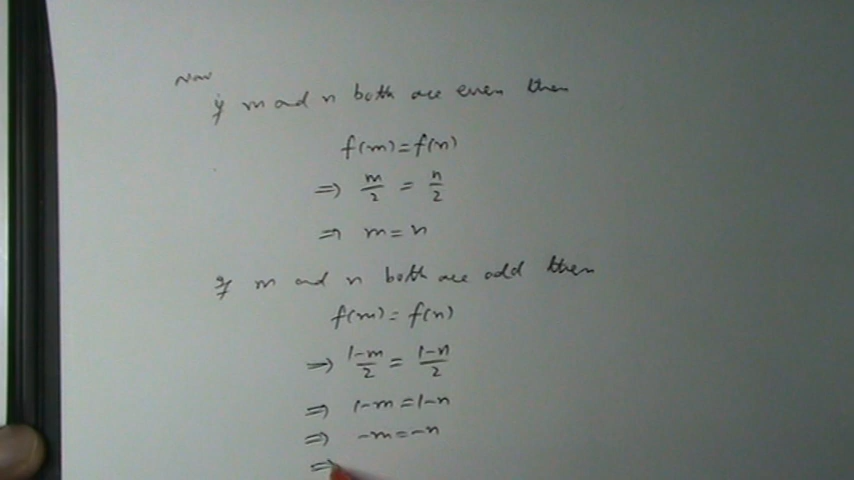 Now
if m and n both are even then
f(m)=f(n)
⇒ m/2 = n/2
⇒ m=n
If m and n both are odd then
f(m)=f(n)
⇒ 1-m/2 = 1-n/2
⇒ 1-m=1-n
⇒ -m=-n
⇒